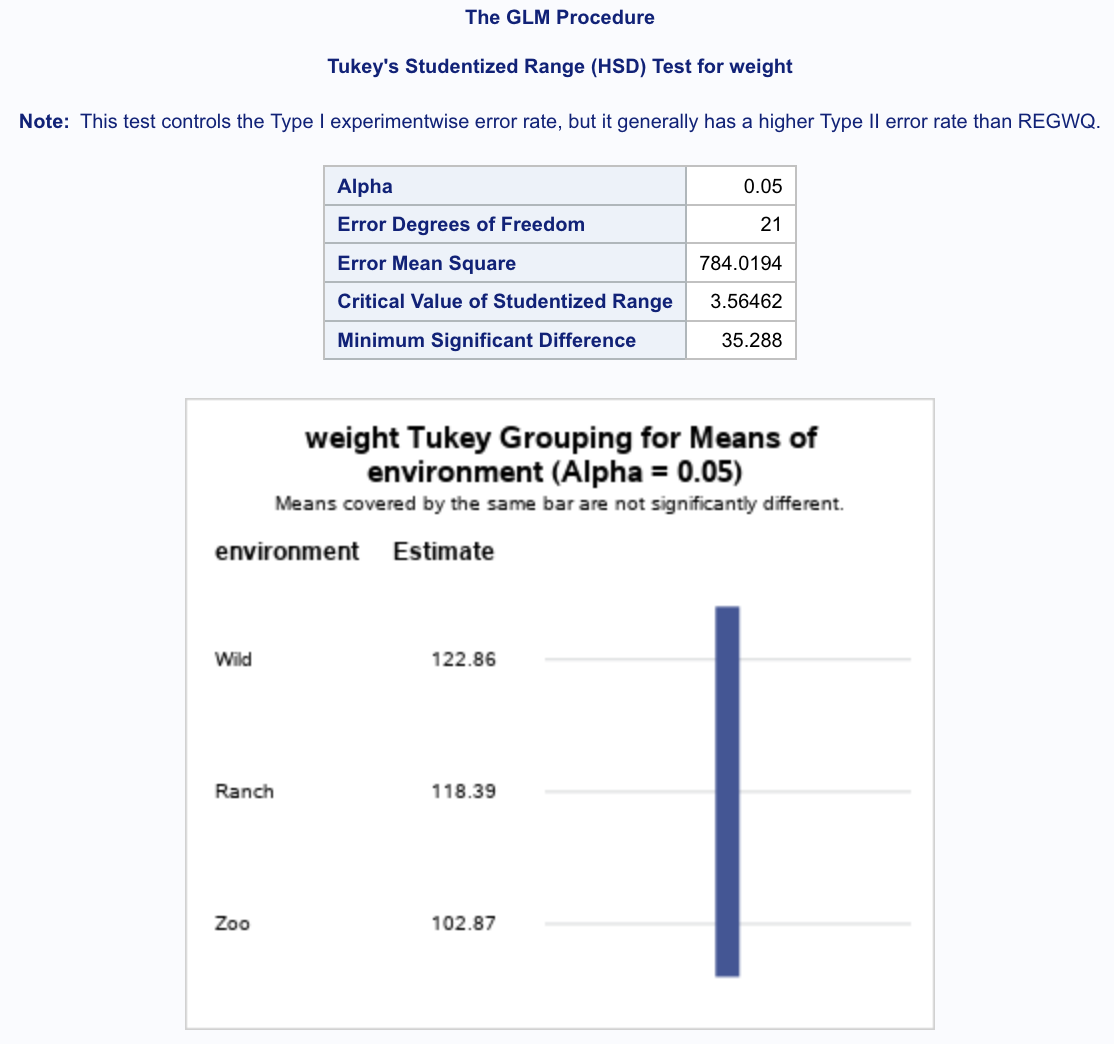 The GLM Procedure
Tukey's Studentized Range (HSD) Test for weight
Note: This test controls the Type I experimentwise error rate, but it generally has a higher Type II error rate than REGWQ.
Alpha 0.05
Error Degrees of Freedom 21
Error Mean Square 784.0194
Critical Value of Studentized Range 3.56462
Minimum Significant Difference 35.288
weight Tukey Grouping for Means of
environment (Alpha = 0.05)
Means covered by the same bar are not significantly different.
environment Estimate
Wild 122.86
Ranch 118.39
Zoo 102.87